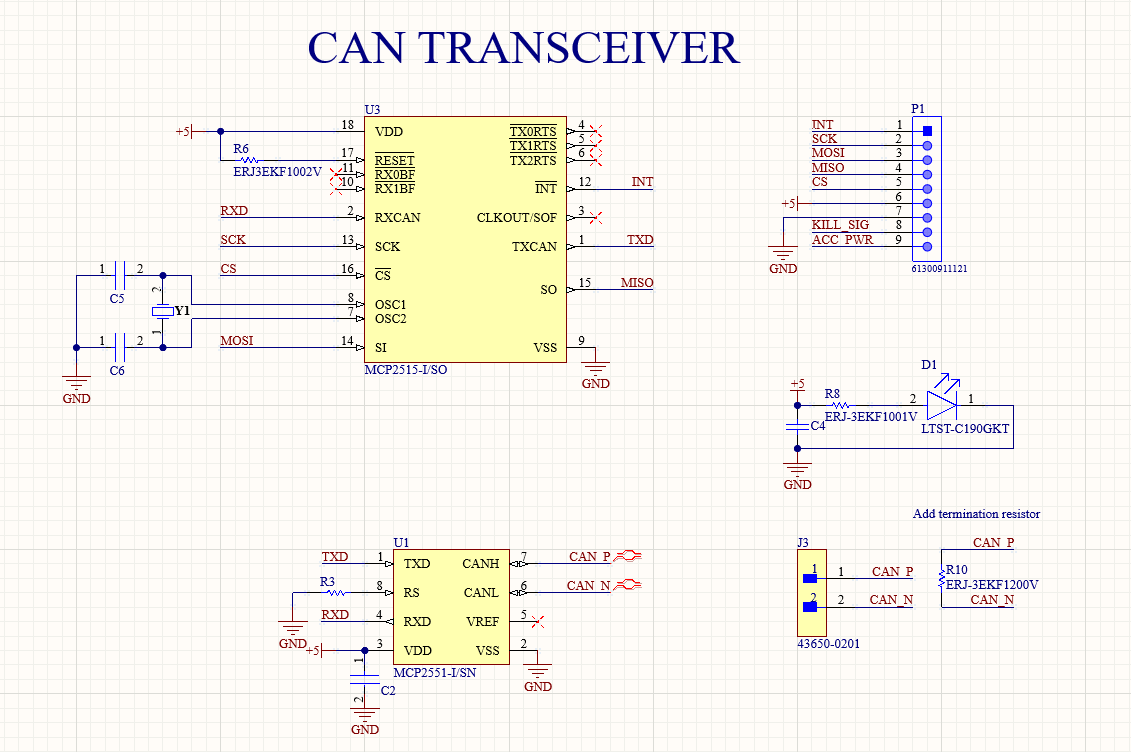 CAN TRANSCEIVER
U3
+5
18
VDD
R6
ERJ3EKF1002V
17
RESET
11
RX0BF
10
RX1BF
RXD
2
RXCAN
SCK
13
SCK
CS
16
CS
8
OSC1
7
OSC2
MOSI
14
SI
TX0RTS
4
TX1RTS
5
TX2RTS
6
INT
12
INT
CLKOUT/SOF
3
TXCAN
1
TXD
SO
15
MISO
VSS
9
GND
MCP2515-I/SO
1
2
C5
2
Y1
1
1
2
C6
GND
P1
INT
1
SCK
2
MOSI
3
MISO
4
CS
5
+5
6
7
KILL_SIG
8
ACC_PWR
9
GND
61300911121
D1
+5
R8
2
1
C4
ERJ-3EKF1001V
LTST-C190GKT
GND
Add termination resistor
U1
TXD
1
TXD
R3
8
RS
RXD
4
RXD
GND
+5
3
VDD
CANH
7
CAN_P
CANL
6
CAN_N
VREF
5
VSS
2
GND
MCP2551-I/SN
1
C2
2
GND
J3
1
1
CAN_P
2
2
CAN_N
43650-0201
CAN_P
R10
ERJ-3EKF1200V
CAN_N